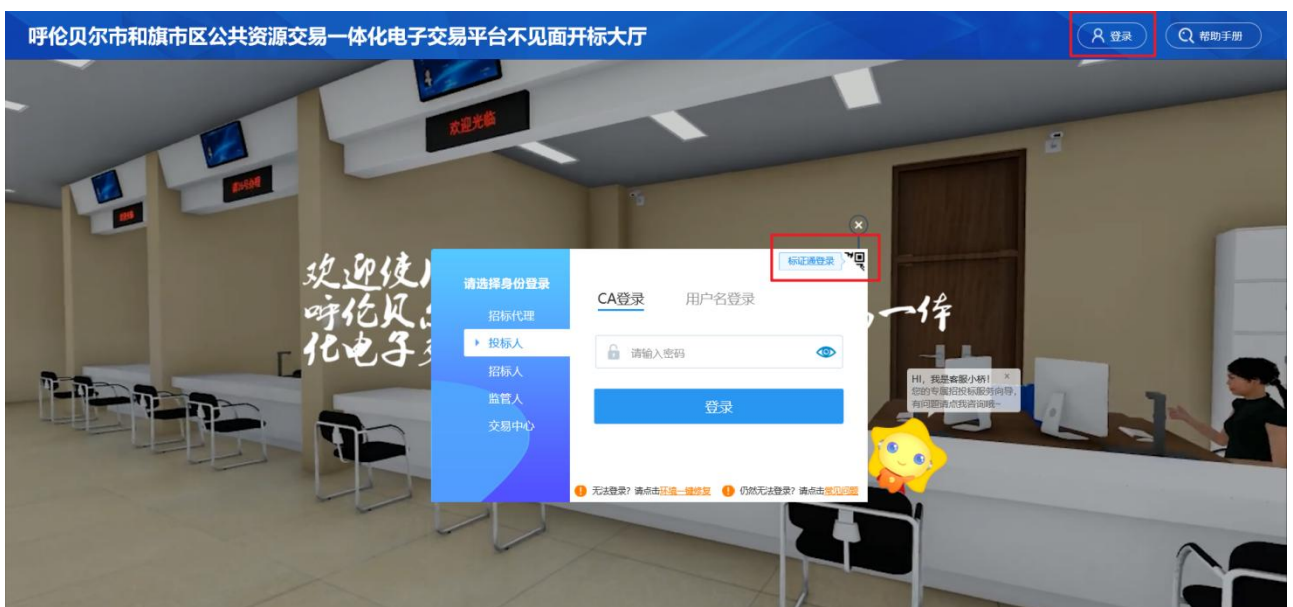 呼伦贝尔市和旗市区公共资源交易一体化电子交易平台不见面开标大厅
登录
帮助手册
欢迎光临
标证通登录
请选择身份登录
CA登录
用户名登录
招标代理
投标人
招标人
监管人
交易中心
请输入密码
登录
欢迎使
呼伦贝
化电子
一体
HI，我是客服小桥！
您的专属招投标服务向导，
有问题请点我咨询哦~
无法登录？请点击环境一键修复
仍然无法登录？请点击常见问题